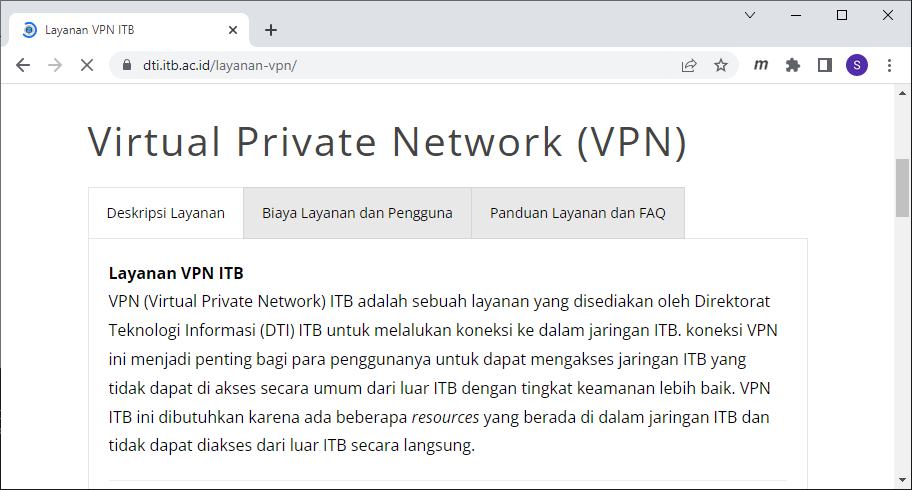 Layanan VPN ITB
dti.itb.ac.id/layanan-vpn/
m
S
Virtual Private Network (VPN)
Deskripsi Layanan
Biaya Layanan dan Pengguna
Panduan Layanan dan FAQ
Layanan VPN ITB
VPN (Virtual Private Network) ITB adalah sebuah layanan yang disediakan oleh Direktorat
Teknologi Informasi (DTI) ITB untuk melalukan koneksi ke dalam jaringan ITB. koneksi VPN
ini menjadi penting bagi para penggunanya untuk dapat mengakses jaringan ITB yang
tidak dapat di akses secara umum dari luar ITB dengan tingkat keamanan lebih baik. VPN
ITB ini dibutuhkan karena ada beberapa resources yang berada di dalam jaringan ITB dan
tidak dapat diakses dari luar ITB secara langsung.